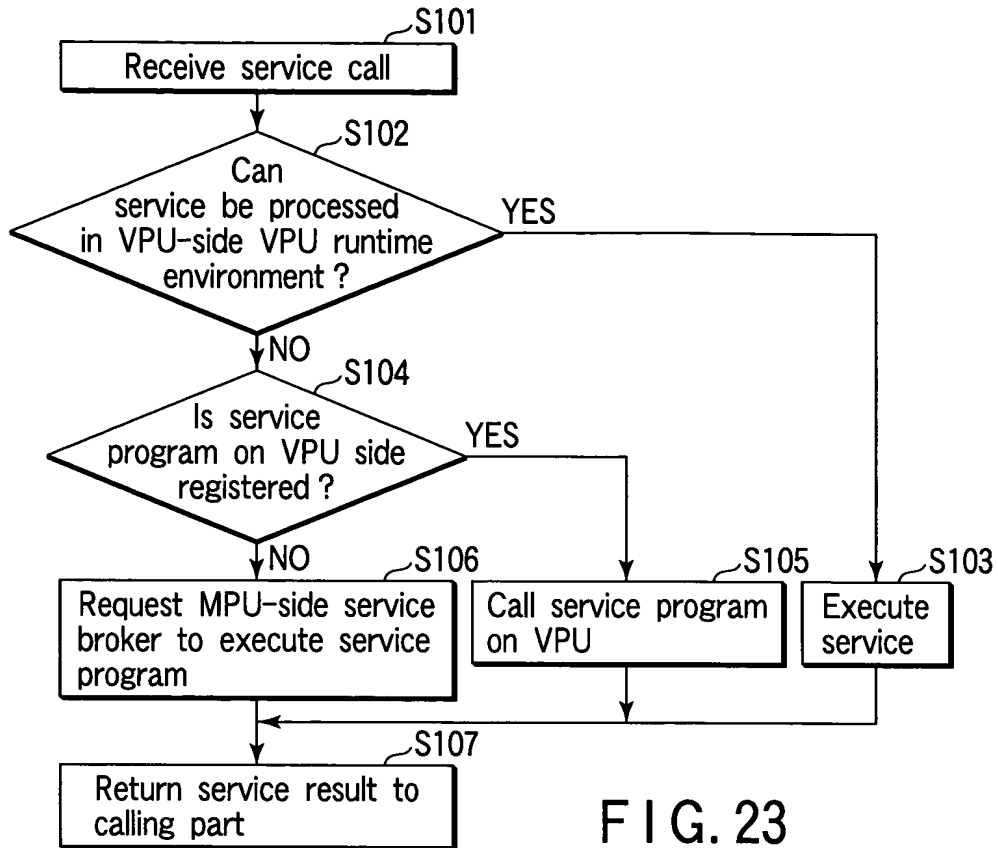 S101
Receive service call
S102
Can
service be processed
in VPU-side VPU runtime
environment ?
YES
NO
S104
Is service
program on VPU side
registered ?
YES
NO
S106
Request MPU-side service
broker to execute service
program
S105
Call service program
on VPU
S103
Execute
service
S107
Return service result to
calling part
FIG. 23